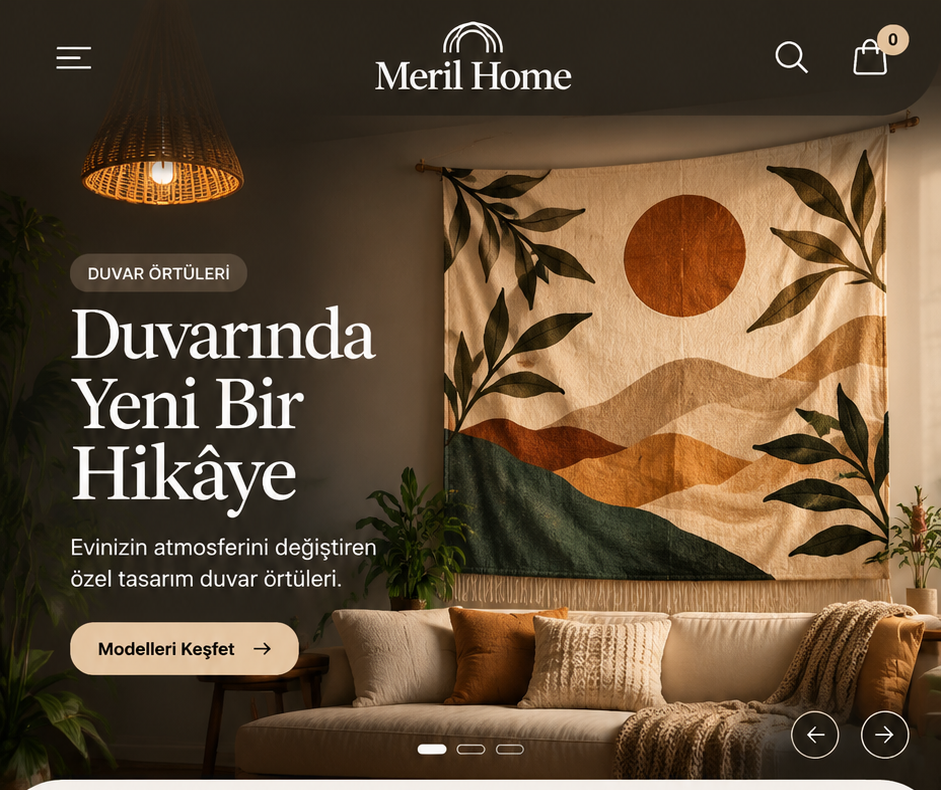 Meril Home
0
DUVAR ÖRTÜLERİ
Duvarında
Yeni Bir
Hikâye
Evinizin atmosferini değiştiren
özel tasarım duvar örtüleri.
Modelleri Keşfet